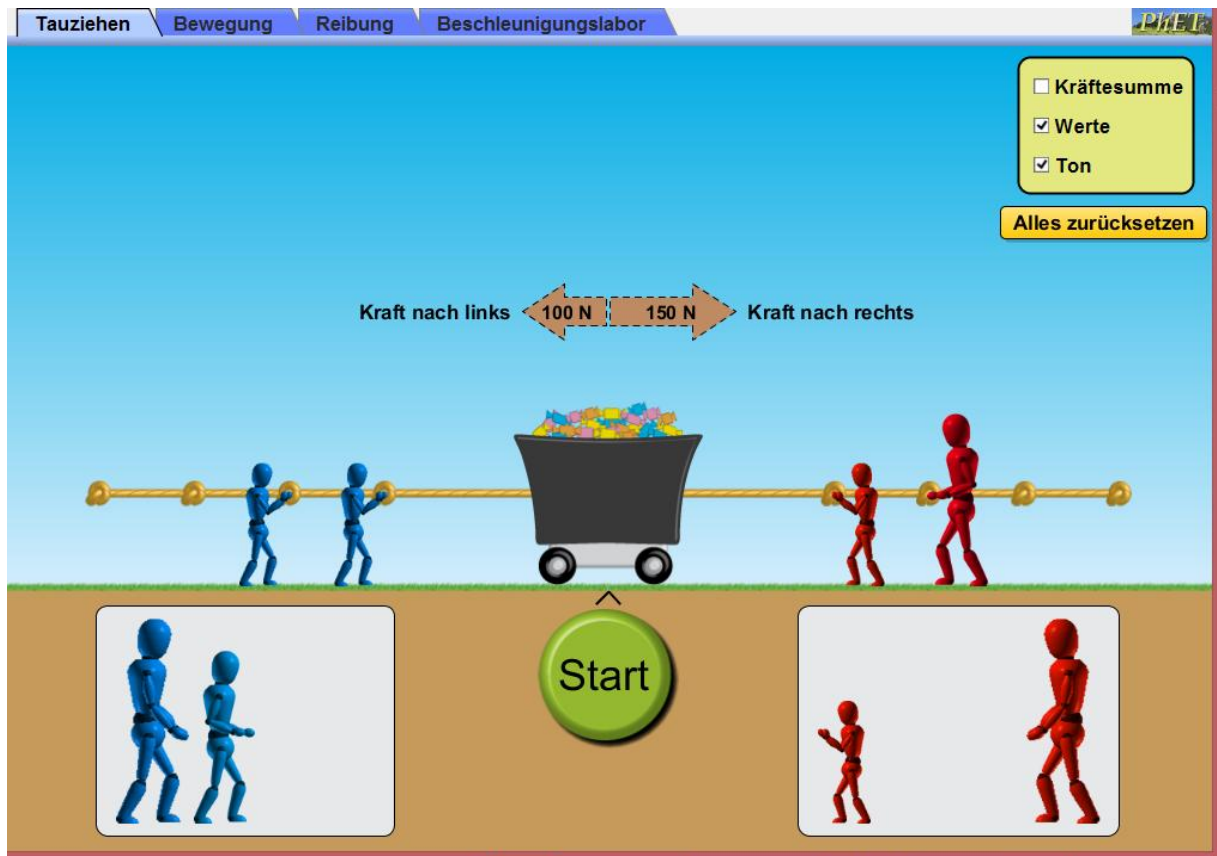 Tauziehen Bewegung Reibung Beschleunigungslabor PhET
Kräftesumme
Werte
Ton
Alles zurücksetzen
Kraft nach links 100 N 150 N Kraft nach rechts
Start